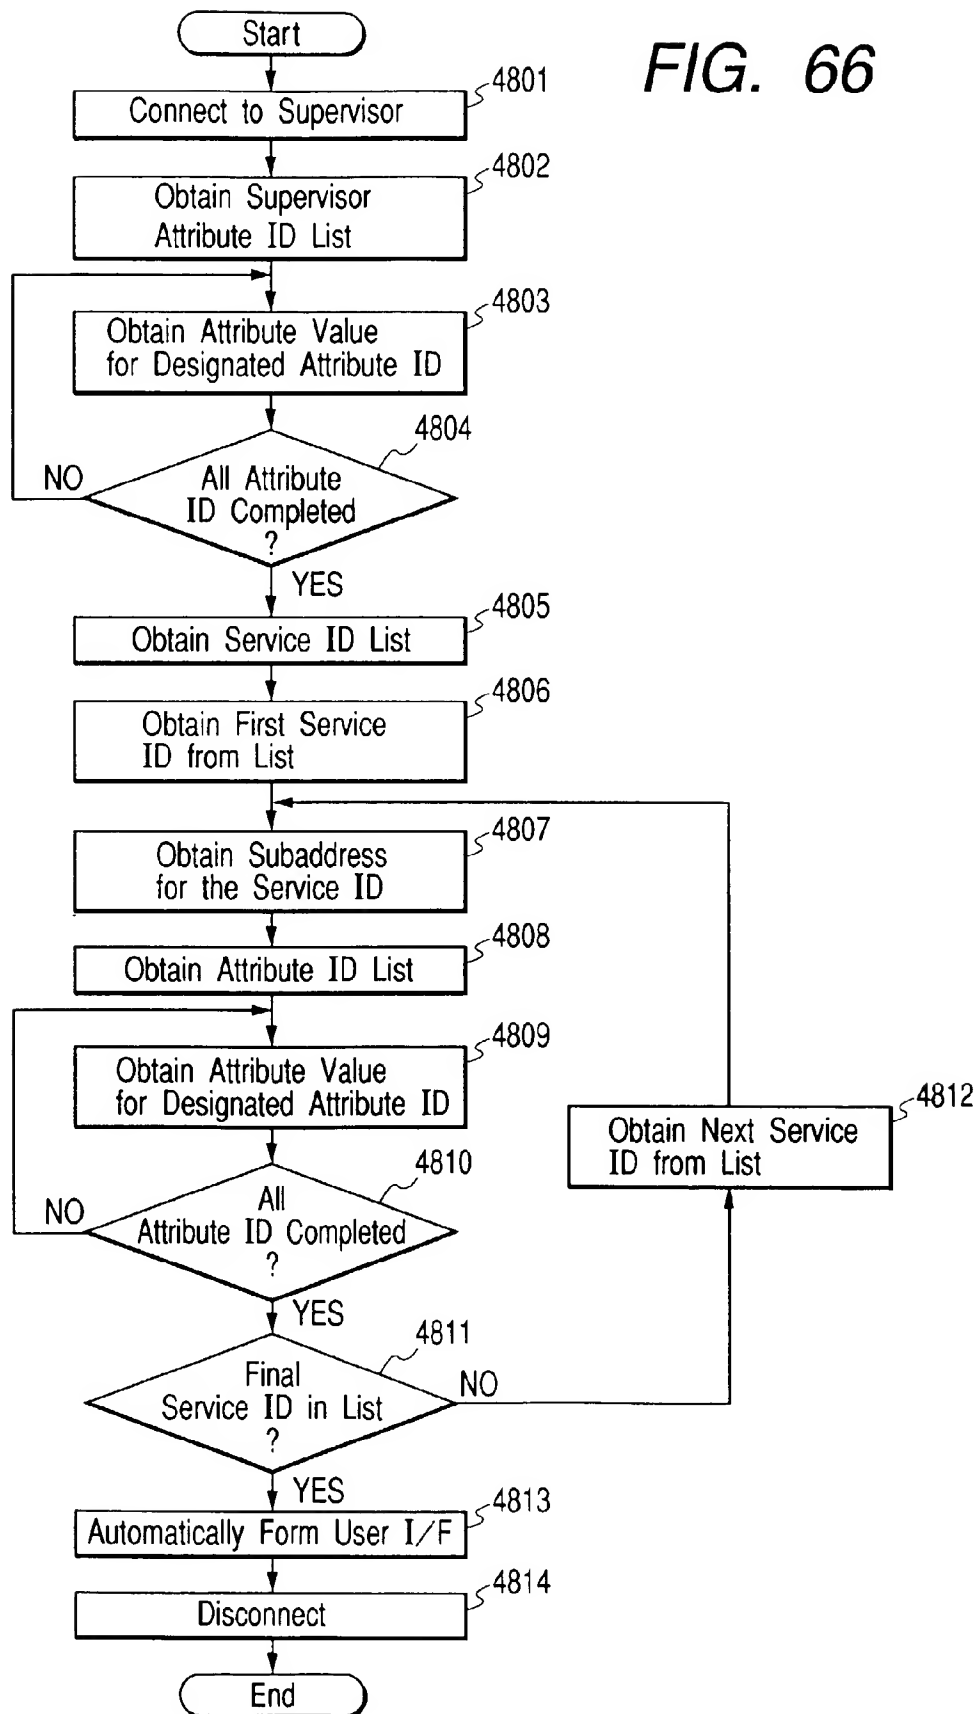 Start
FIG. 66
4801
Connect to Supervisor
4802
Obtain Supervisor
Attribute ID List
4803
Obtain Attribute Value
for Designated Attribute ID
4804
NO
All Attribute
ID Completed
?
YES
4805
Obtain Service ID List
4806
Obtain First Service
ID from List
4807
Obtain Subaddress
for the Service ID
4808
Obtain Attribute ID List
4809
Obtain Attribute Value
for Designated Attribute ID
4812
Obtain Next Service
ID from List
4810
NO
All
Attribute ID Completed
?
YES
4811
Final
Service ID in List
?
NO
YES
4813
Automatically Form User I/F
4814
Disconnect
End